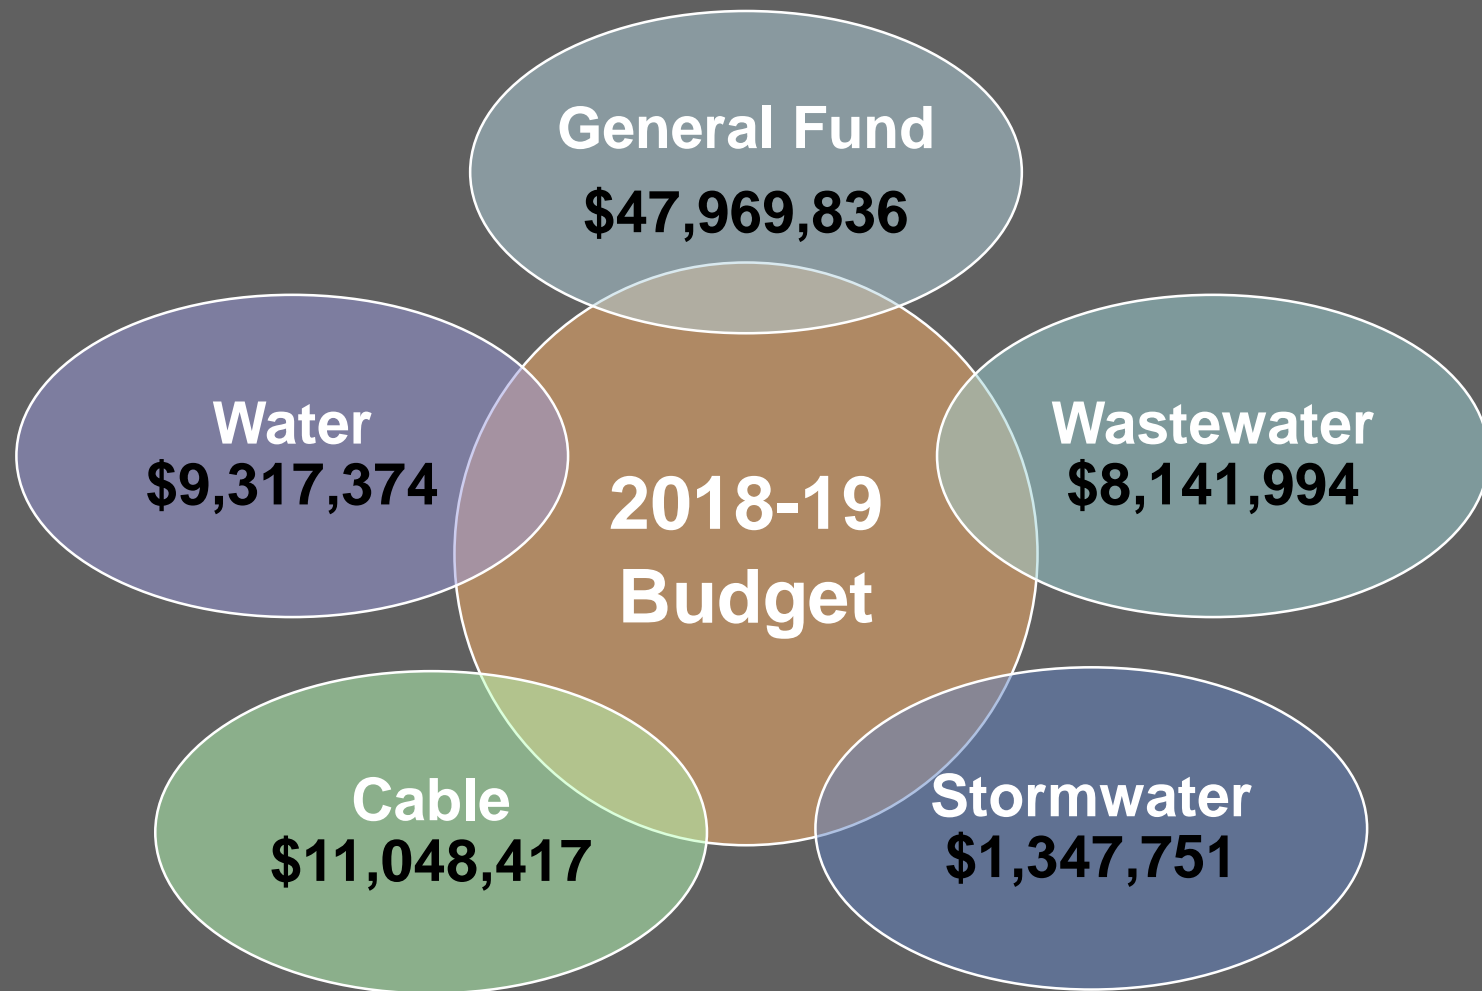 General Fund
$47,969,836
Water
$9,317,374
Wastewater
$8,141,994
2018-19
Budget
Cable
$11,048,417
Stormwater
$1,347,751